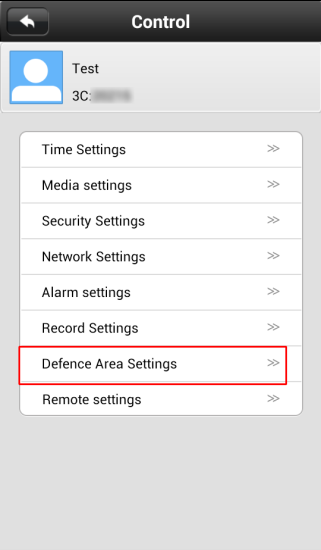 Control
Test
3C:
Time Settings >>
Media settings >>
Security Settings >>
Network Settings >>
Alarm settings >>
Record Settings >>
Defence Area Settings >>
Remote settings >>